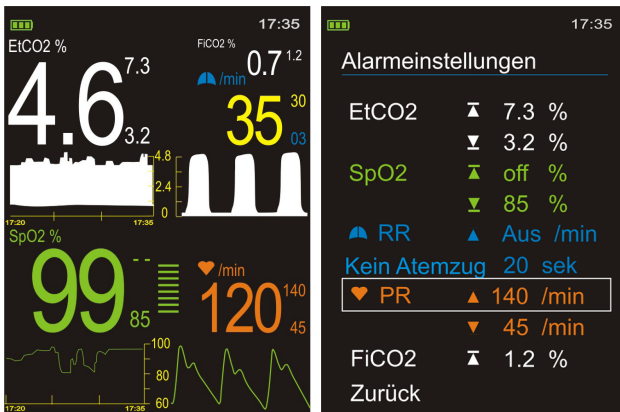 17:35
EtCO2 %
4.6
7.3
3.2
FiCO2 %
0.7
1.2
/min
35
30
03
4.8
2.4
0
17:20
17:35
SpO2 %
99
--
85
/min
120
140
45
100
80
60
17:20
17:35
17:35
Alarmeinstellungen
EtCO2 7.3 %
3.2 %
SpO2 off %
85 %
RR Aus /min
Kein Atemzug 20 sek
PR 140 /min
45 /min
FiCO2 1.2 %
Zurück